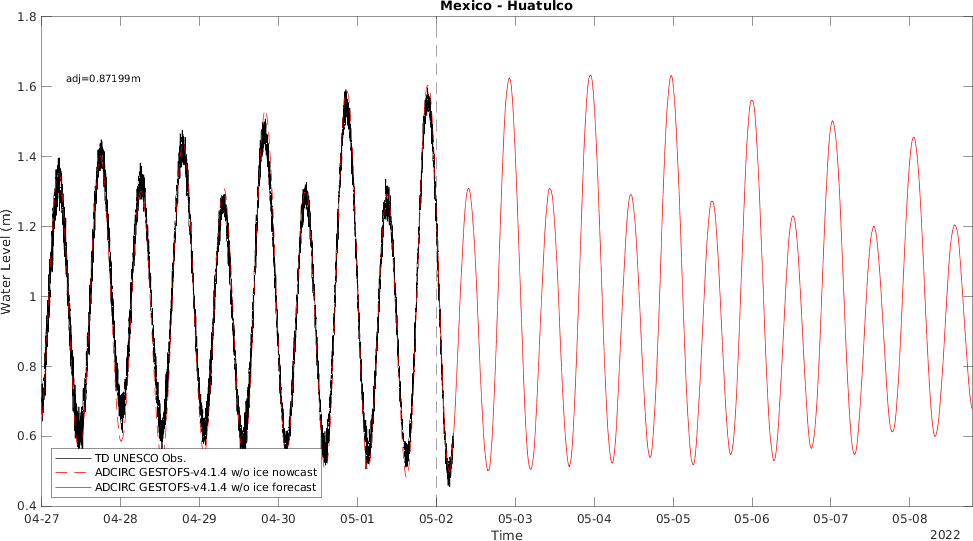 Mexico - Huatulco
1.8
1.6
1.4
1.2
1
0.8
0.6
0.4
Water Level (m)
adj=0.87199m
TD UNESCO Obs.
ADCIRC GESTOFS-v4.1.4 w/o ice nowcast
ADCIRC GESTOFS-v4.1.4 w/o ice forecast
04-27 04-28 04-29 04-30 05-01 05-02 05-03 05-04 05-05 05-06 05-07 05-08
2022
Time